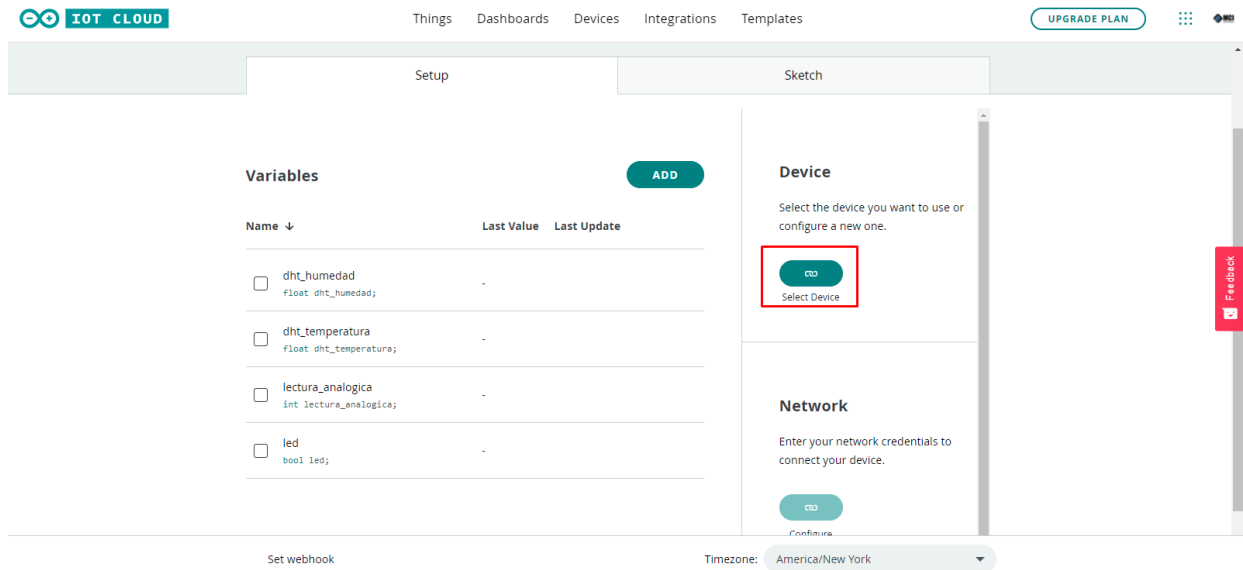 IOT CLOUD
Things
Dashboards
Devices
Integrations
Templates
UPGRADE PLAN
MCI
Setup
Sketch
Variables
ADD
Name ↓
Last Value
Last Update
dht_humedad
float dht_humedad;
-
dht_temperatura
float dht_temperatura;
-
lectura_analogica
int lectura_analogica;
-
led
bool led;
-
Device
Select the device you want to use or
configure a new one.
Select Device
Network
Enter your network credentials to
connect your device.
Configure
Feedback
Set webhook
Timezone:
America/New York